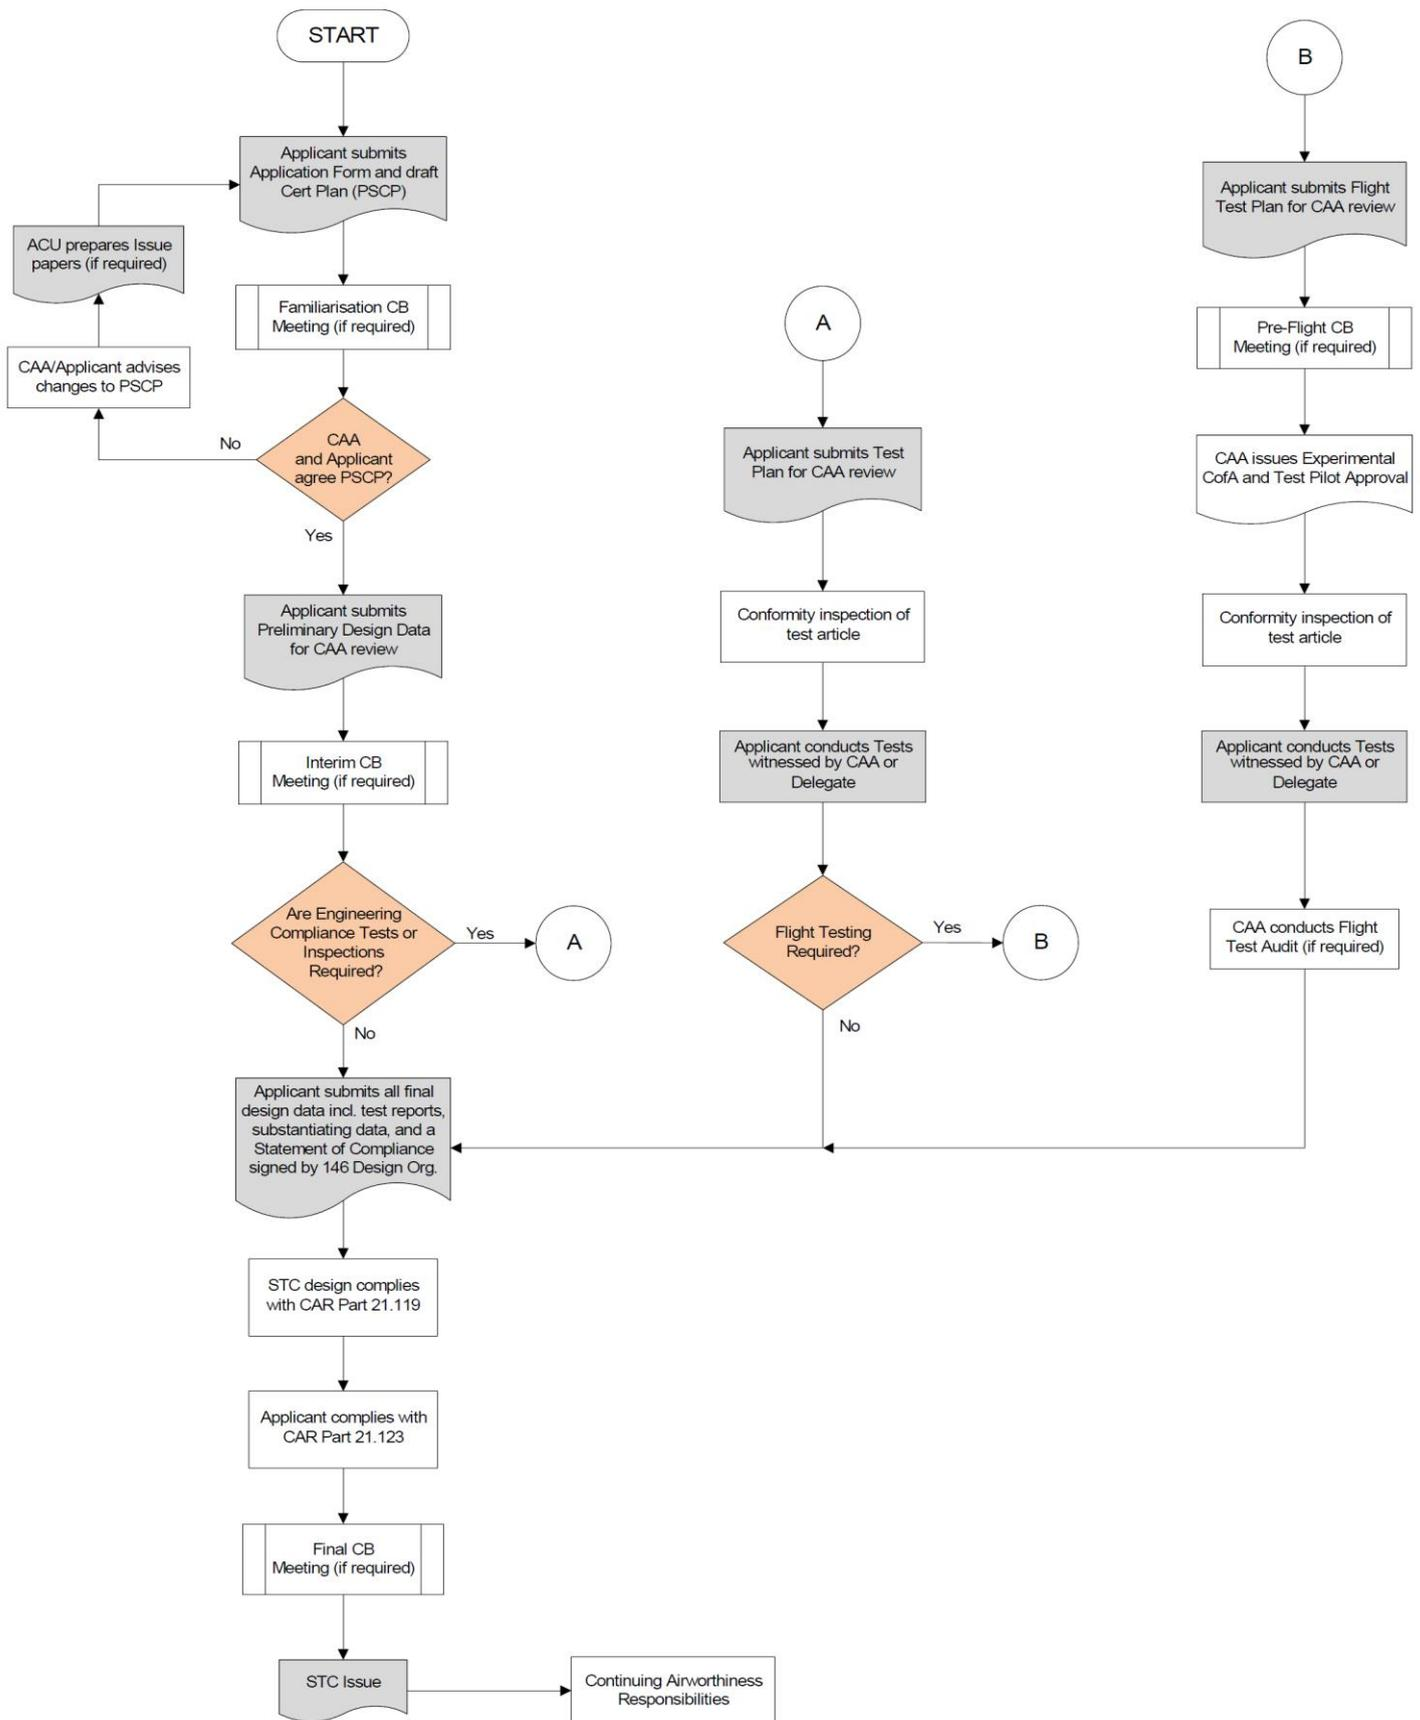 START
Applicant submits
Application Form and draft
Cert Plan (PSCP)
ACU prepares Issue
papers (if required)
Familiarisation CB
Meeting (if required)
CAA/Applicant advises
changes to PSCP
No
CAA
and Applicant
agree PSCP?
Yes
Applicant submits
Preliminary Design Data
for CAA review
Interim CB
Meeting (if required)
Are Engineering
Compliance Tests or
Inspections
Required?
Yes
A
No
Applicant submits all final
design data incl. test reports,
substantiating data, and a
Statement of Compliance
signed by 146 Design Org.
STC design complies
with CAR Part 21.119
Applicant complies with
CAR Part 21.123
Final CB
Meeting (if required)
STC Issue
Continuing Airworthiness
Responsibilities
A
Applicant submits Test
Plan for CAA review
Conformity inspection of
test article
Applicant conducts Tests
witnessed by CAA or
Delegate
Flight Testing
Required?
Yes
B
No
B
Applicant submits Flight
Test Plan for CAA review
Pre-Flight CB
Meeting (if required)
CAA issues Experimental
CofA and Test Pilot Approval
Conformity inspection of
test article
Applicant conducts Tests
witnessed by CAA or
Delegate
CAA conducts Flight
Test Audit (if required)